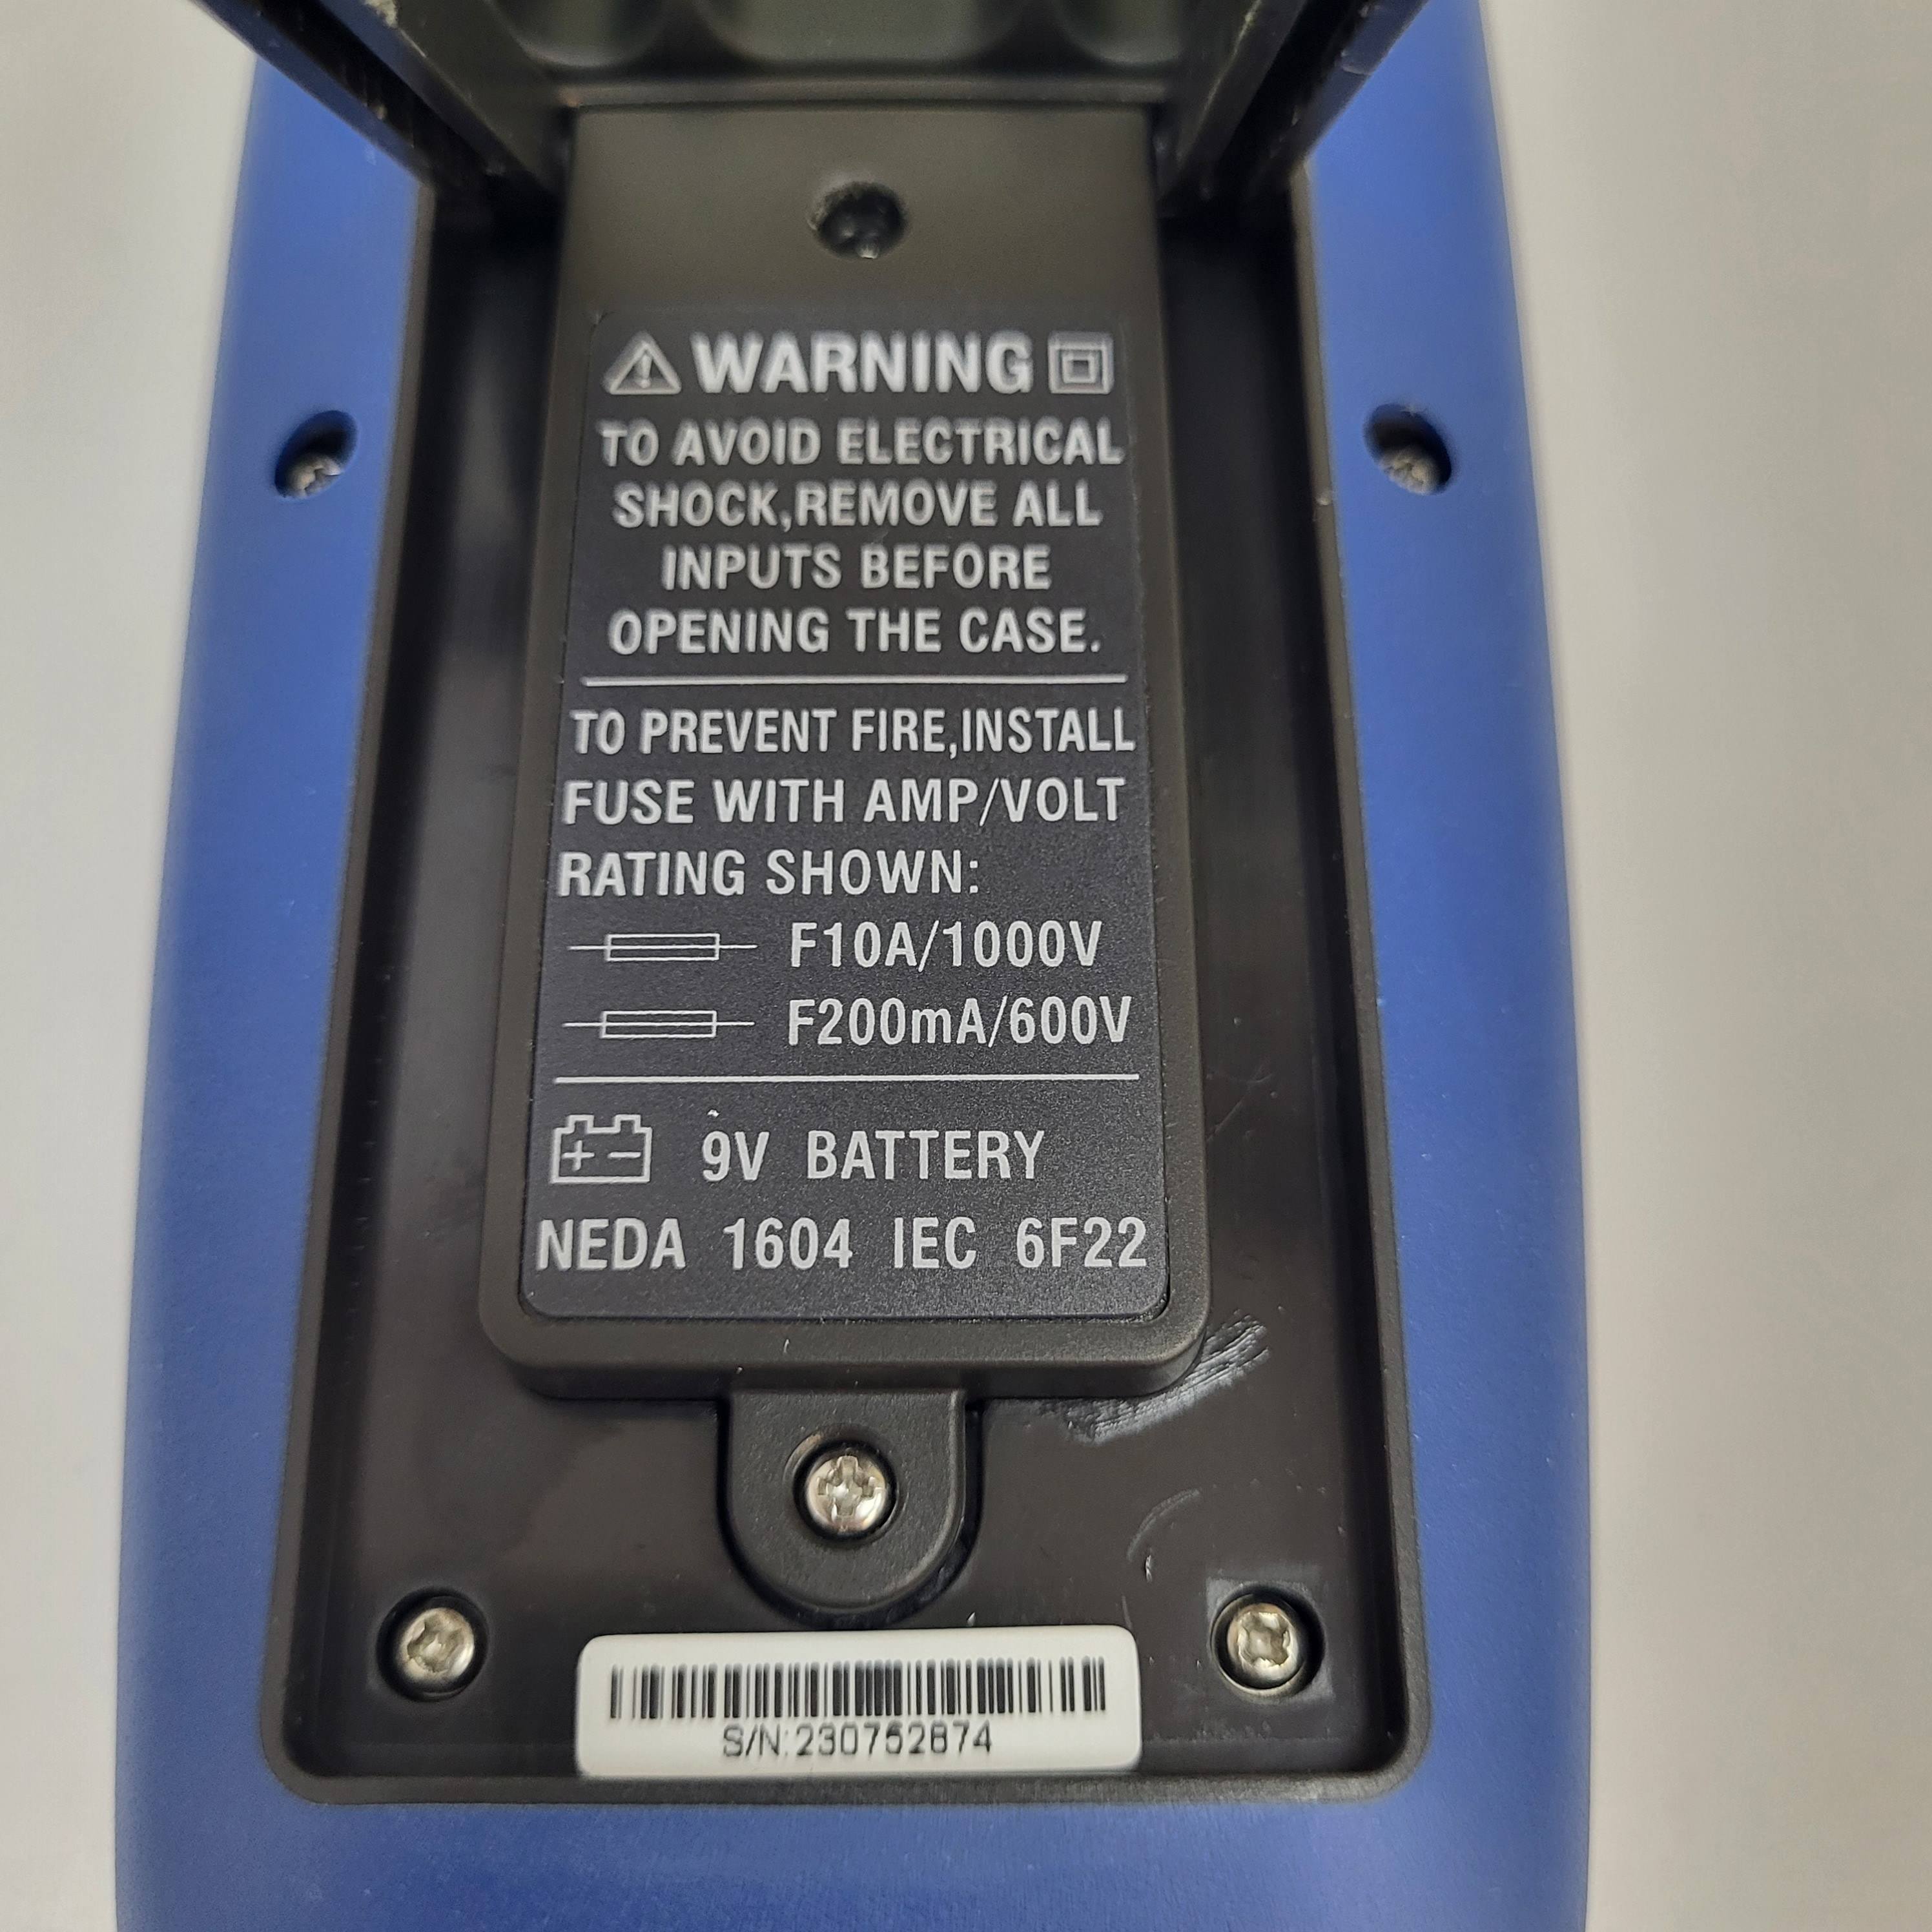 WARNING
TO AVOID ELECTRICAL
SHOCK,REMOVE ALL
INPUTS BEFORE
OPENING THE CASE.
TO PREVENT FIRE,INSTALL
FUSE WITH AMP/VOLT
RATING SHOWN:
F10A/1000V
F200mA/600V
9V BATTERY
NEDA 1604 IEC 6F22
S/N:230752874